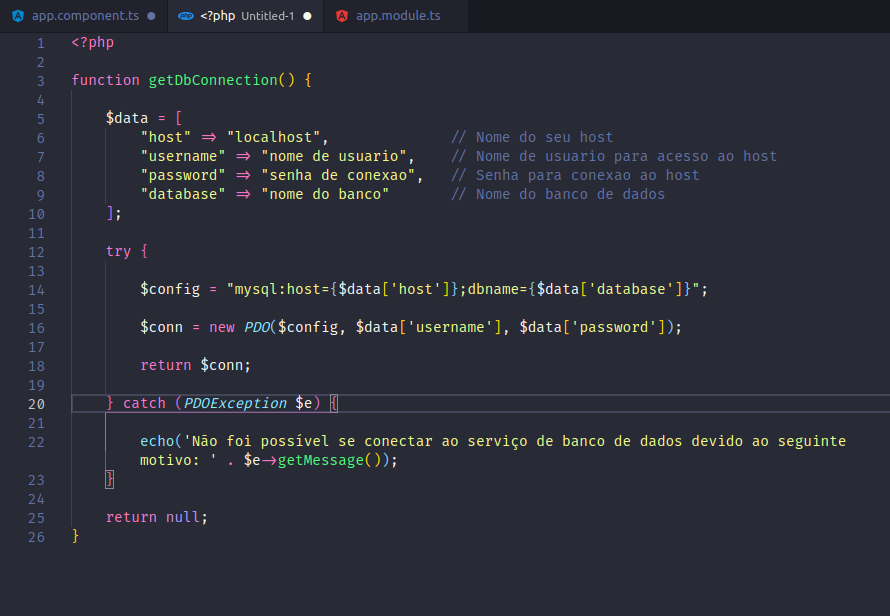 app.component.ts <?php Untitled-1 app.module.ts
1 <?php
2
3 function getDbConnection() {
4
5 $data = [
6 "host" => "localhost", // Nome do seu host
7 "username" => "nome de usuario", // Nome de usuario para acesso ao host
8 "password" => "senha de conexao", // Senha para conexao ao host
9 "database" => "nome do banco" // Nome do banco de dados
10 ];
11
12 try {
13
14 $config = "mysql:host={$data['host']};dbname={$data['database']}";
15
16 $conn = new PDO($config, $data['username'], $data['password']);
17
18 return $conn;
19
20 } catch (PDOException $e) {
21
22 echo('Não foi possível se conectar ao serviço de banco de dados devido ao seguinte
motivo: ' . $e->getMessage());
23 }
24
25 return null;
26 }